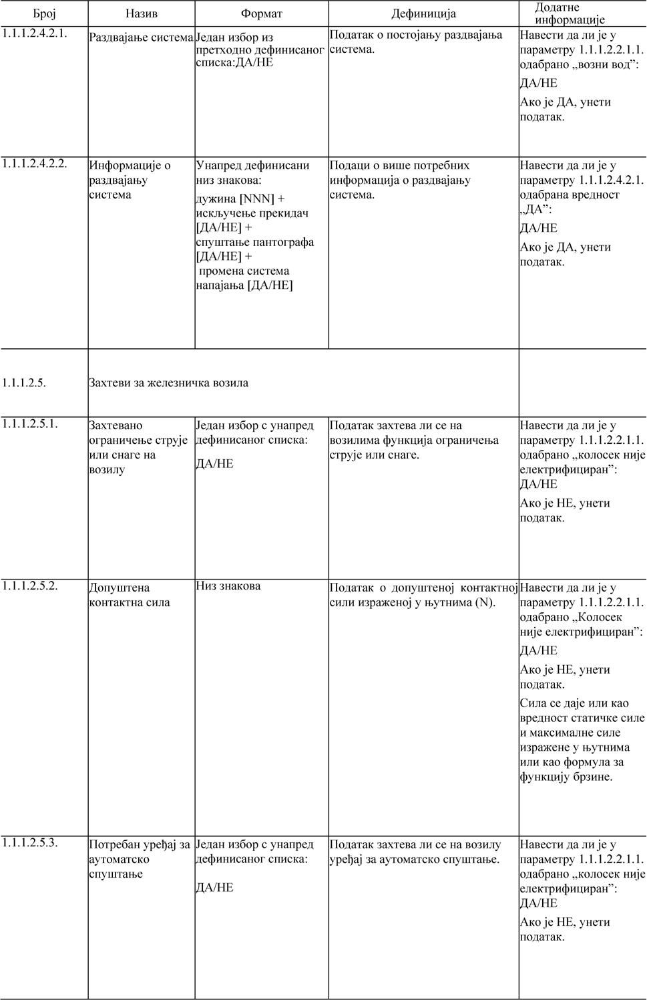 Број
Назив
Формат
Дефиниција
Додатне
информације
1.1.1.2.4.2.1.
Раздвајање система
Један избор из
претходно дефинисаног
списка:ДА/НЕ
Податак о постојању раздвајања
система.
Навести да ли је у
параметру 1.1.1.2.2.1.1.
одабрано „возни вод”:
ДА/НЕ
Ако је ДА, унети
податак.
1.1.1.2.4.2.2.
Информације о
раздвајању
система
Унапред дефинисани
низ знакова:
дужина [NNN] +
искључење прекидач
[ДА/НЕ] +
спуштање пантографа
[ДА/НЕ] +
промена система
напајања [ДА/НЕ]
Подаци о више потребних
информација о раздвајању
система.
Навести да ли је у
параметру 1.1.1.2.4.2.1.
одабрана вредност
„ДА”:
ДА/НЕ
Ако је ДА, унети
податак.
1.1.1.2.5.
Захтеви за железничка возила
1.1.1.2.5.1.
Захтевано
ограничење струје
или снаге на
возилу
Један избор с унапред
дефинисаног списка:
ДА/НЕ
Податак захтева ли се на
возилима функција ограничења
струје или снаге.
Навести да ли је у
параметру 1.1.1.2.2.1.1.
одабрано „колосек није
електрифициран”:
ДА/НЕ
Ако је НЕ, унети
податак.
1.1.1.2.5.2.
Допуштена
контактна сила
Низ знакова
Податак о допуштеној контактној
сили израженој у њутнима (N).
Навести да ли је у
параметру 1.1.1.2.2.1.1.
одабрано „Колосек
није електрифициран”:
ДА/НЕ
Ако је НЕ, унети
податак.
Сила се даје или као
вредност статичке силе
и максималне силе
изражене у њутнима
или као формула за
функцију брзине.
1.1.1.2.5.3.
Потребан уређај за
аутоматско
спуштање
Један избор с унапред
дефинисаног списка:
ДА/НЕ
Податак захтева ли се на возилу
уређај за аутоматско спуштање.
Навести да ли је у
параметру 1.1.1.2.2.1.1.
одабрано „колосек није
електрифициран”:
ДА/НЕ
Ако је НЕ, унети
податак.